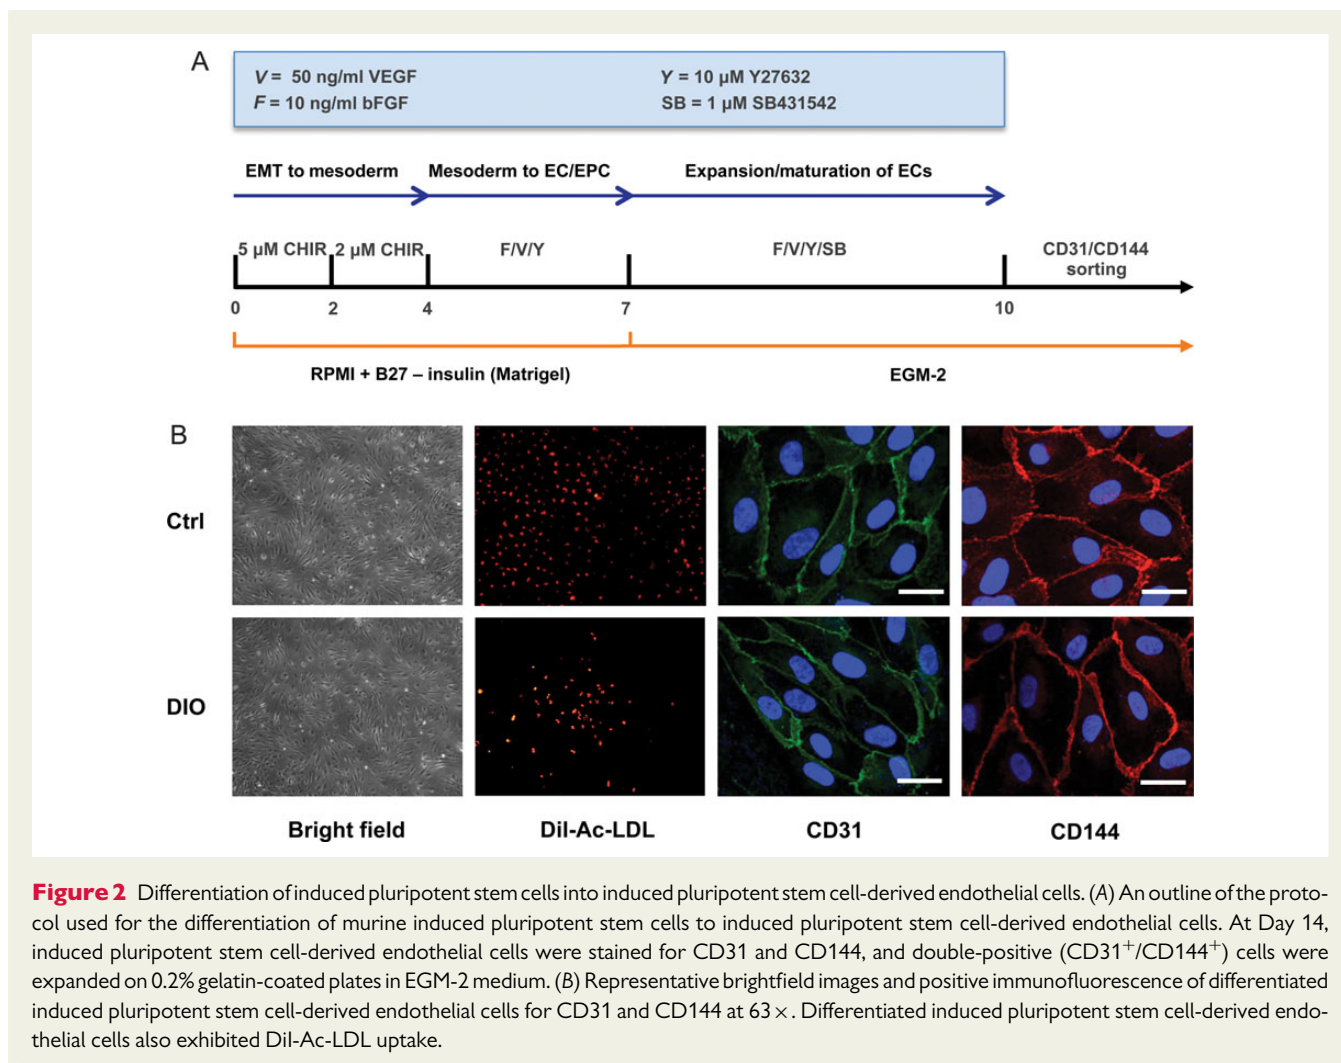 A
V = 50 ng/ml VEGF
F = 10 ng/ml bFGF
Y = 10 µM Y27632
SB = 1 µM SB431542
EMT to mesoderm
Mesoderm to EC/EPC
Expansion/maturation of ECs
5 µM CHIR
2 µM CHIR
F/V/Y
F/V/Y/SB
CD31/CD144
sorting
0
2
4
7
10
RPMI + B27 – insulin (Matrigel)
EGM-2
B
Ctrl
DIO
Bright field
Dil-Ac-LDL
CD31
CD144
Figure 2 Differentiation of induced pluripotent stem cells into induced pluripotent stem cell-derived endothelial cells. (A) An outline of the proto-
col used for the differentiation of murine induced pluripotent stem cells to induced pluripotent stem cell-derived endothelial cells. At Day 14,
induced pluripotent stem cell-derived endothelial cells were stained for CD31 and CD144, and double-positive (CD31⁺/CD144⁺) cells were
expanded on 0.2% gelatin-coated plates in EGM-2 medium. (B) Representative brightfield images and positive immunofluorescence of differentiated
induced pluripotent stem cell-derived endothelial cells for CD31 and CD144 at 63×. Differentiated induced pluripotent stem cell-derived endo-
thelial cells also exhibited Dil-Ac-LDL uptake.